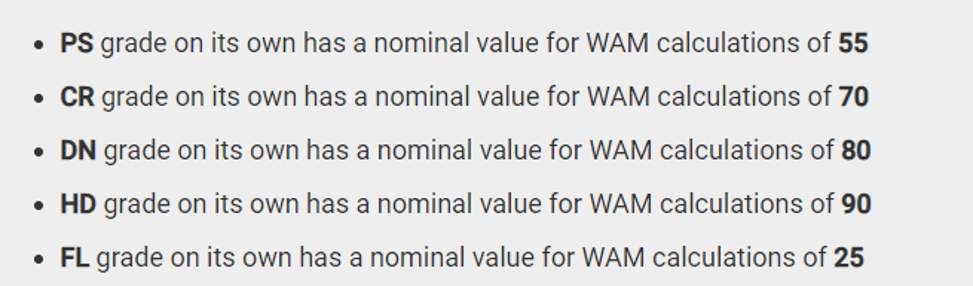 • PS grade on its own has a nominal value for WAM calculations of 55
• CR grade on its own has a nominal value for WAM calculations of 70
• DN grade on its own has a nominal value for WAM calculations of 80
• HD grade on its own has a nominal value for WAM calculations of 90
• FL grade on its own has a nominal value for WAM calculations of 25